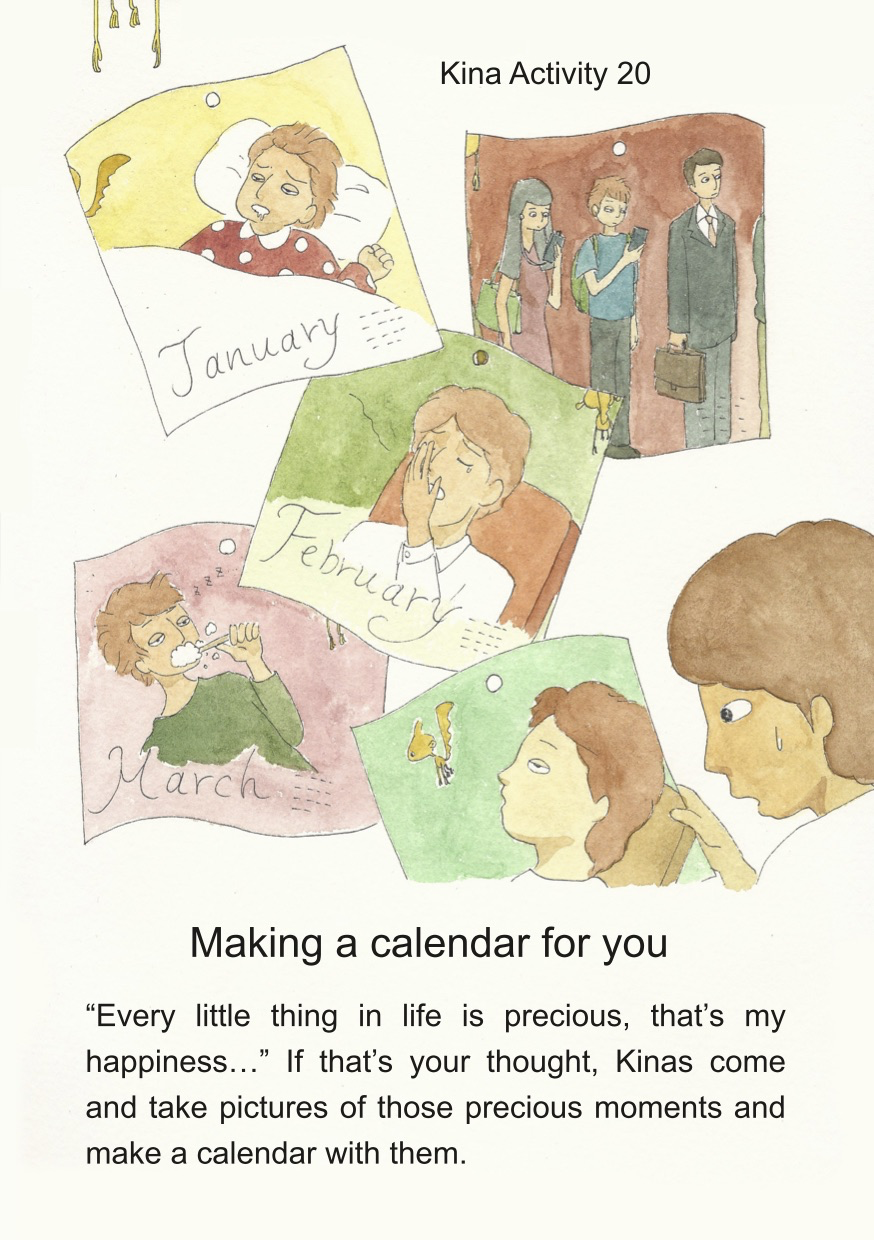 Kina Activity 20
January
February
z z z
March
Making a calendar for you
“Every little thing in life is precious, that’s my
happiness…” If that’s your thought, Kinas come
and take pictures of those precious moments and
make a calendar with them.